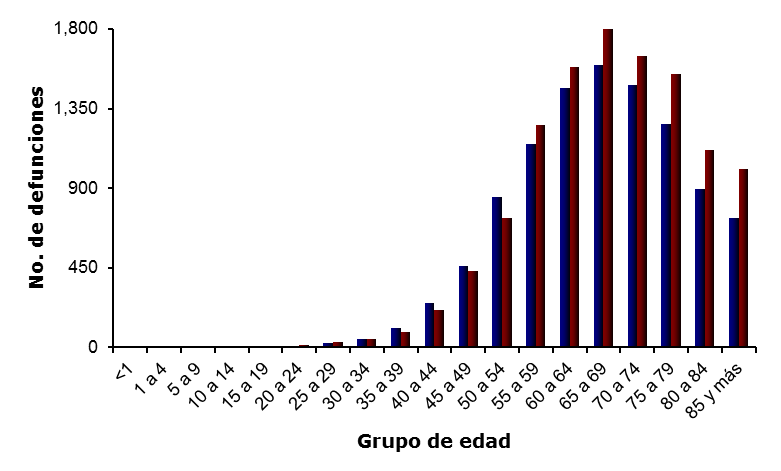 1,800
1,350
900
450
0
No. de defunciones
<1
1 a 4
5 a 9
10 a 14
15 a 19
20 a 24
25 a 29
30 a 34
35 a 39
40 a 44
45 a 49
50 a 54
55 a 59
60 a 64
65 a 69
70 a 74
75 a 79
80 a 84
85 y más
Grupo de edad